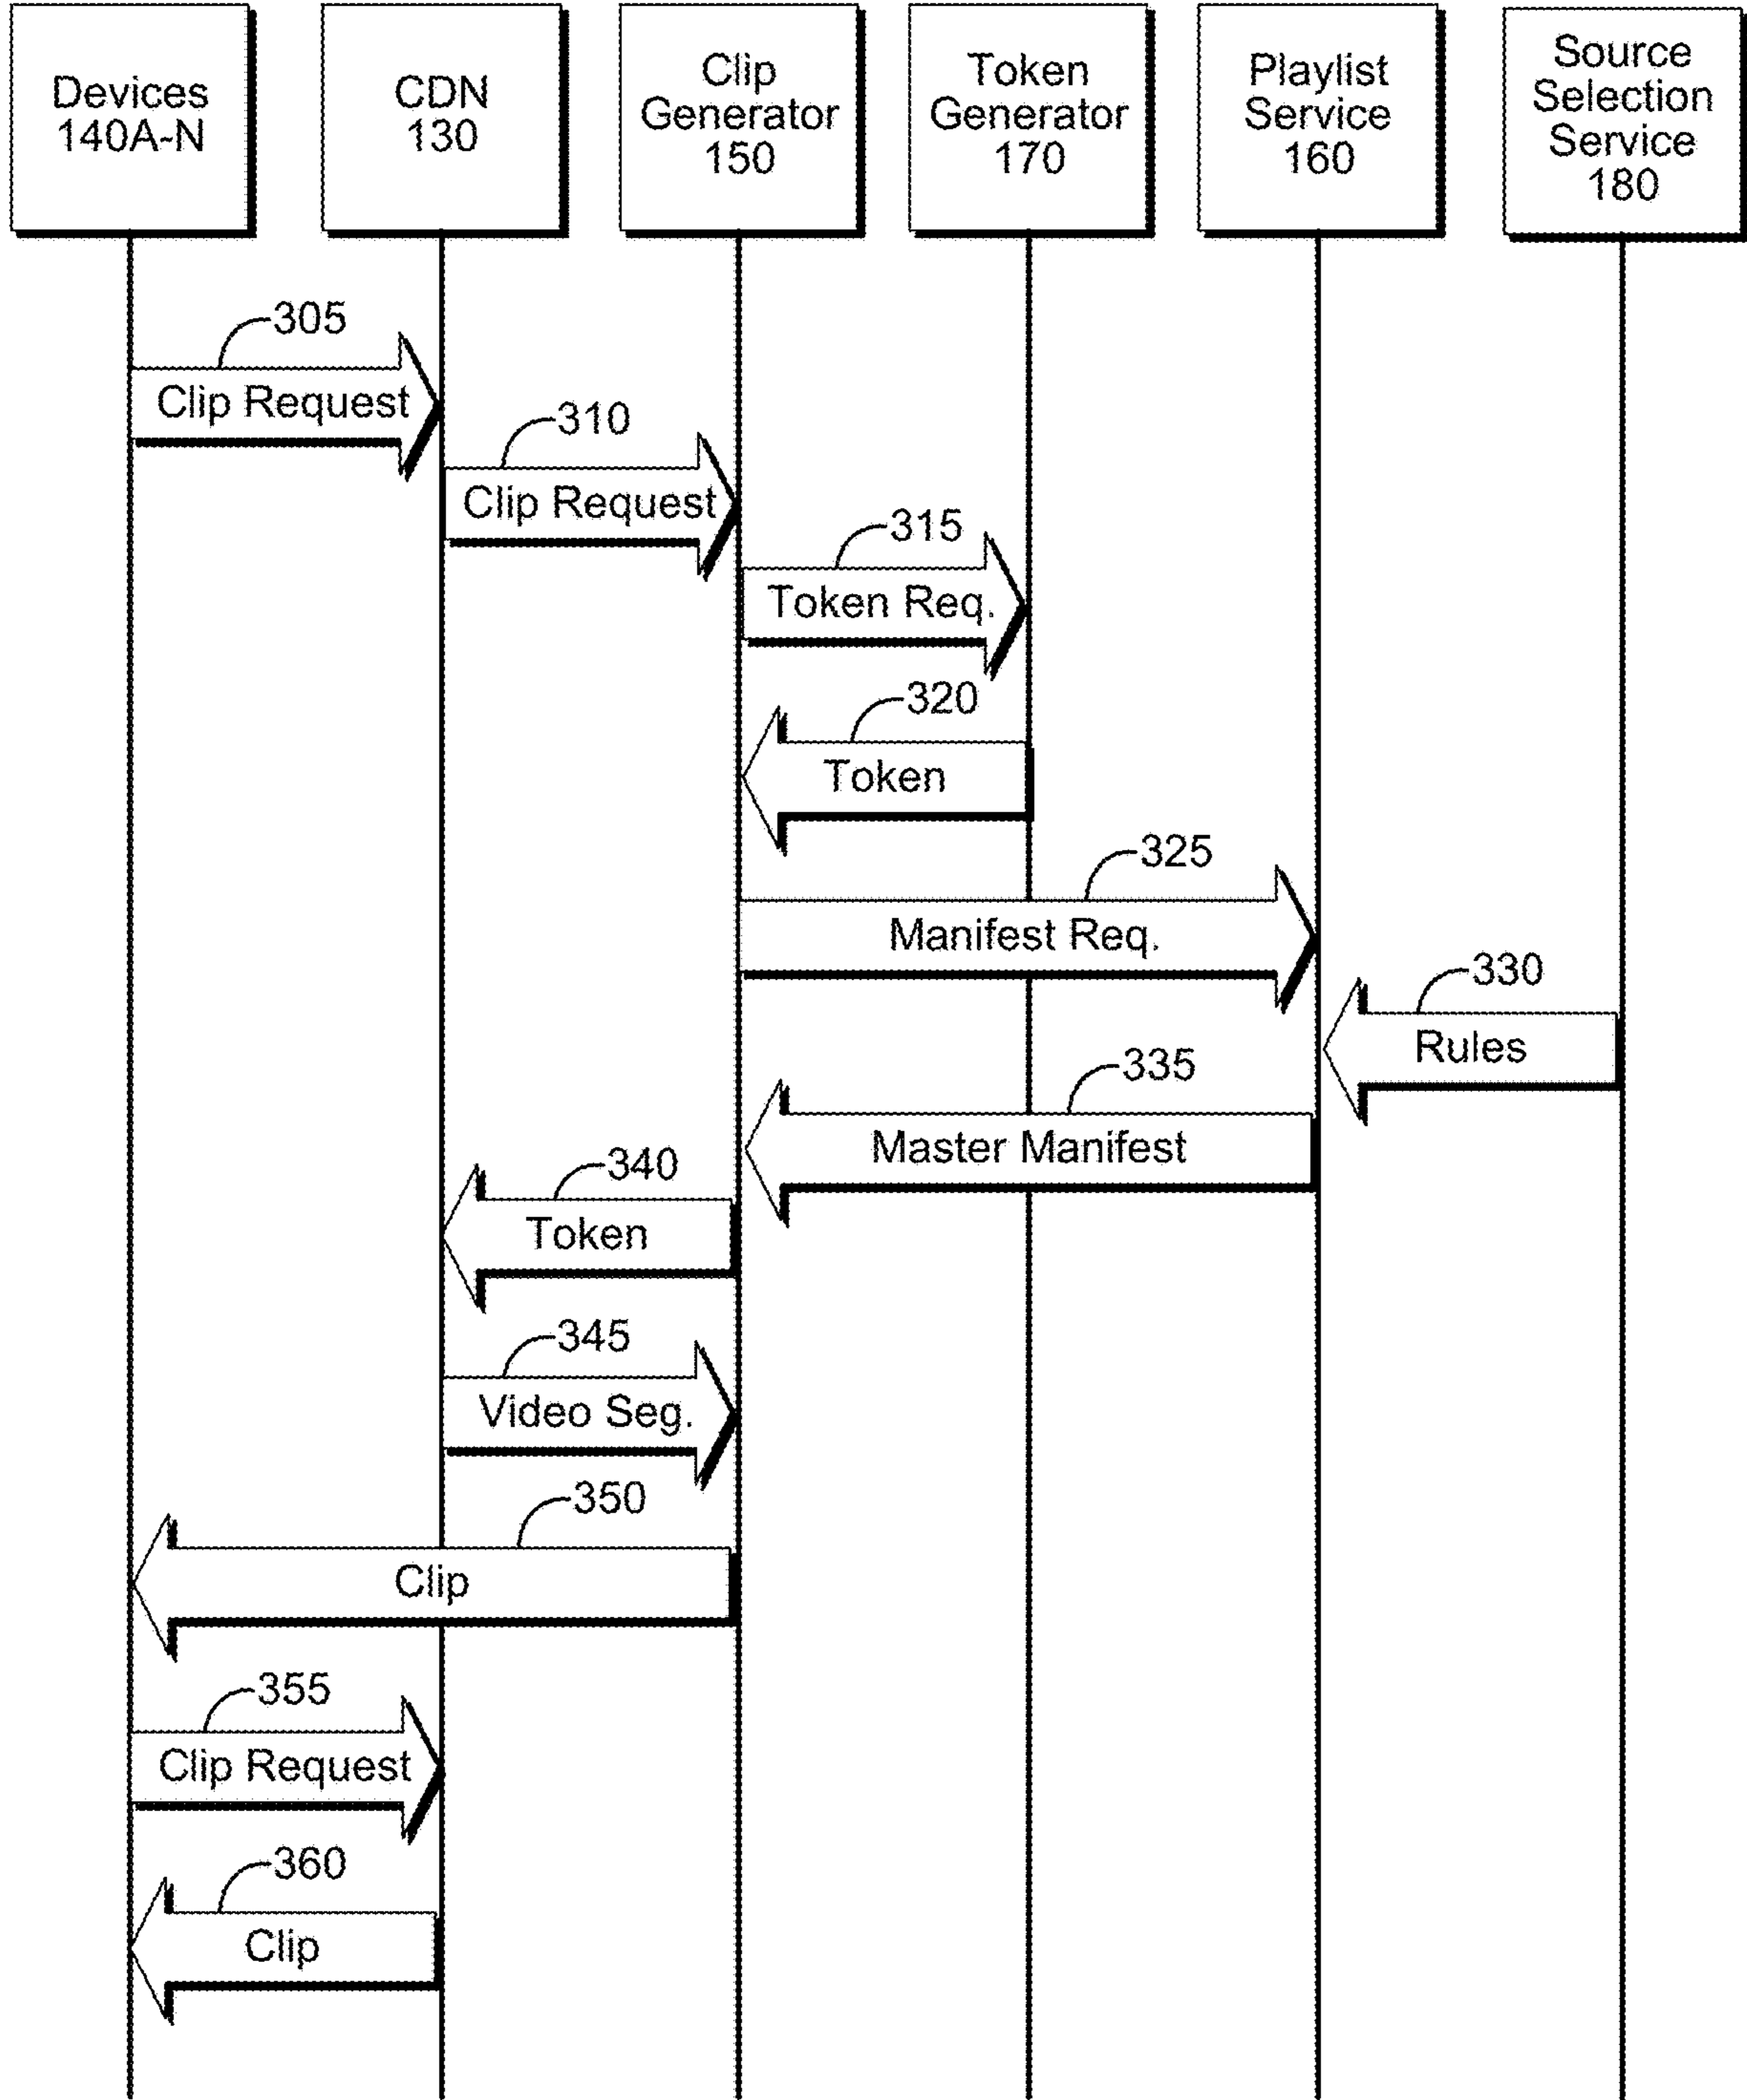 Devices
140A-N
CDN
130
Clip
Generator
150
Token
Generator
170
Playlist
Service
160
Source
Selection
Service
180
305
Clip Request
310
Clip Request
315
Token Req.
320
Token
325
Manifest Req.
330
Rules
335
Master Manifest
340
Token
345
Video Seg.
350
Clip
355
Clip Request
360
Clip